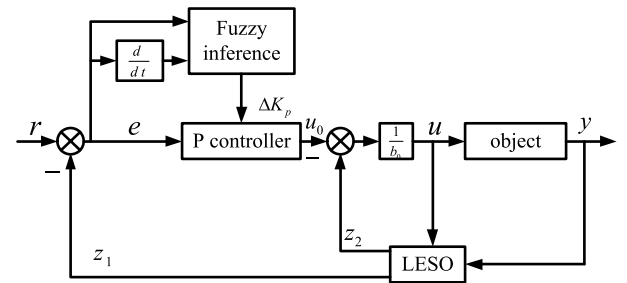 Fuzzy
inference
d
dt
ΔK_p
r
e
P controller
u_0
1
b_0
u
object
y
−
−
z_1
z_2
LESO